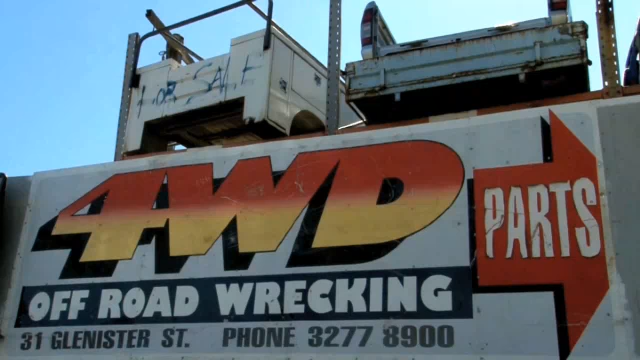 FOR SALE
4WD
PARTS
OFF ROAD WRECKING
31 GLENISTER ST. PHONE 3277 8900